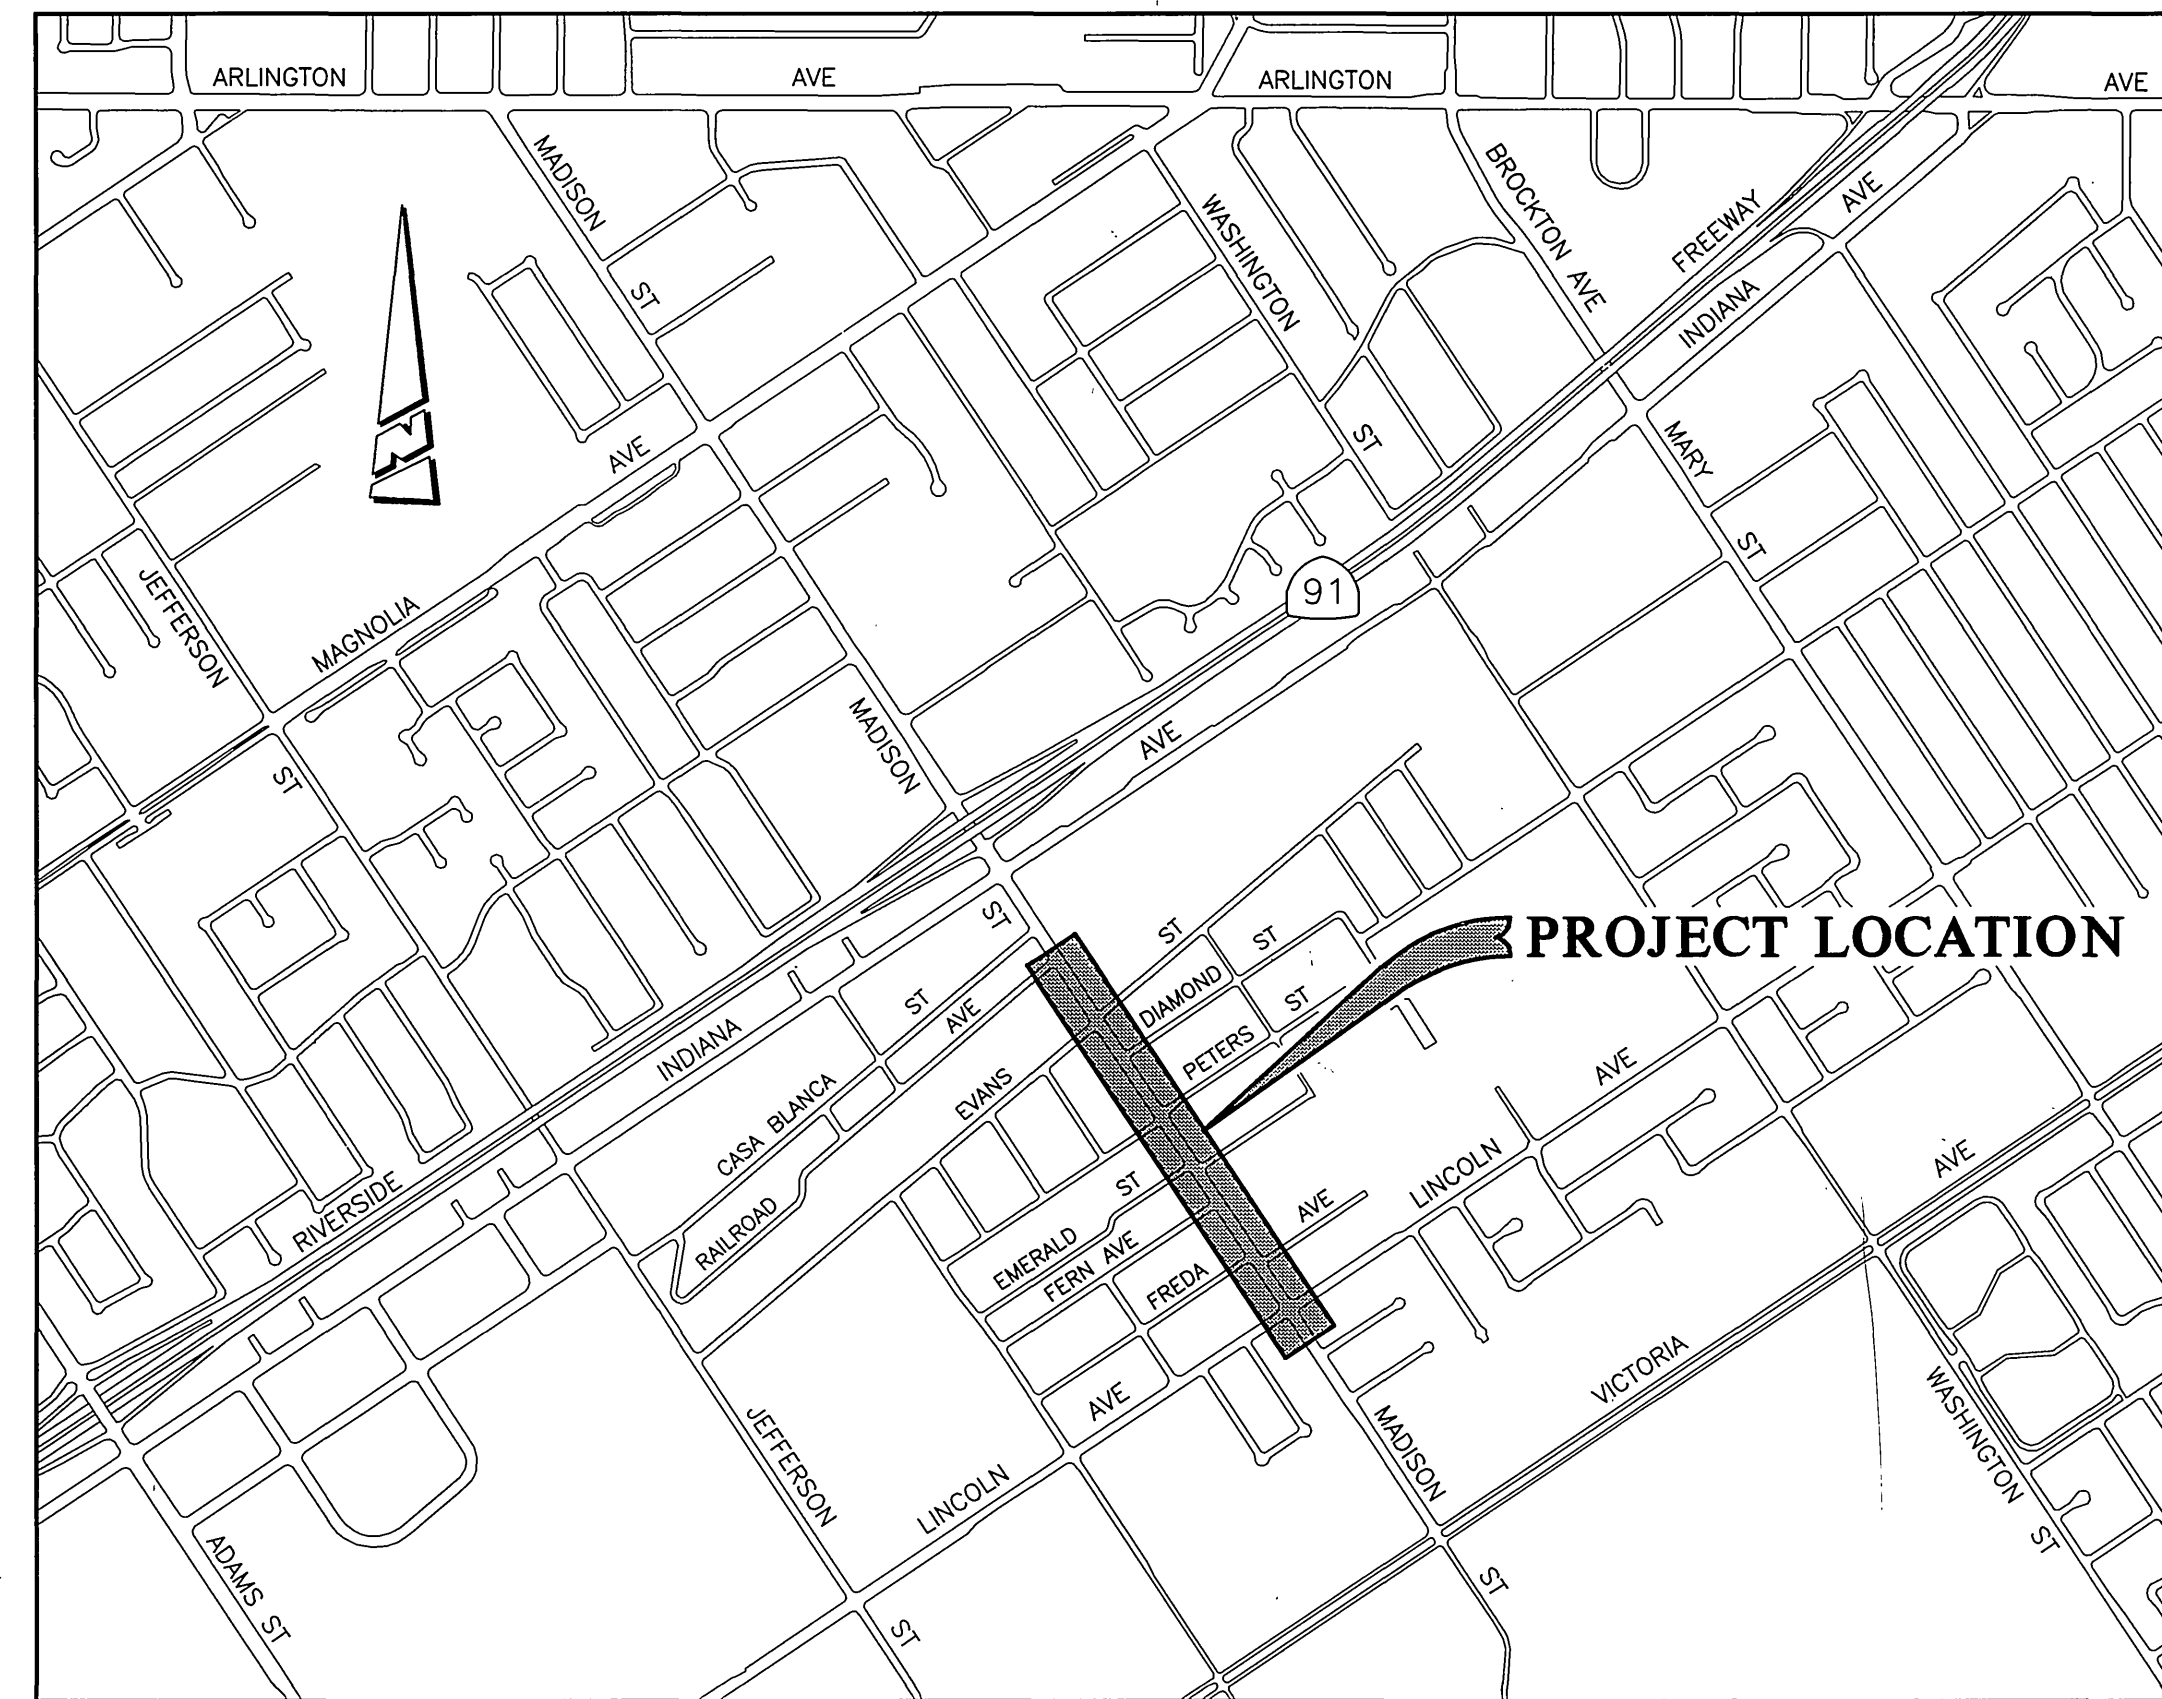 ARLINGTON AVE ARLINGTON AVE
MADISON ST
WASHINGTON ST
BROCKTON AVE
FREEWAY
INDIANA AVE
N
MAGNOLIA AVE
JEFFERSON ST
MARY ST
91
MADISON ST
AVE
PROJECT LOCATION
DIAMOND ST
PETERS ST
EVANS ST
CASA BLANCA ST
RAILROAD AVE
INDIANA
RIVERSIDE
EMERALD ST
FERN AVE
FREDA AVE
LINCOLN AVE
VICTORIA AVE
AVE
LINCOLN
MADISON ST
JEFFERSON ST
WASHINGTON ST
ADAMS ST